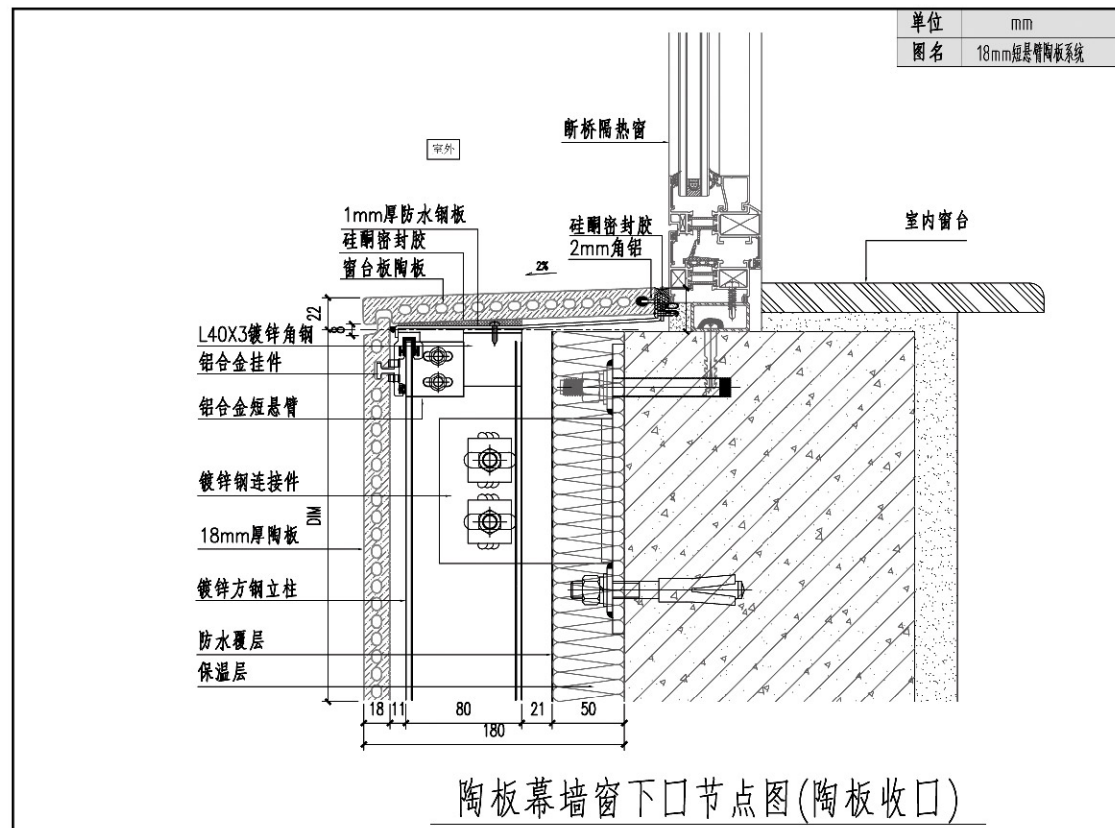 单位 mm
图名 18mm短悬臂陶板系统
断桥隔热窗
室外
1mm厚防水钢板
硅酮密封胶
窗台板陶板
2%
硅酮密封胶
2mm角铝
室内窗台
22
8
L40X3镀锌角钢
铝合金挂件
铝合金短悬臂
镀锌钢连接件
DIM
18mm厚陶板
镀锌方钢立柱
防水覆层
保温层
18 11 80 21 50
180
陶板幕墙窗下口节点图(陶板收口)